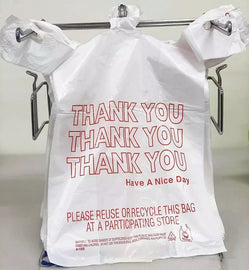 THANK YOU
THANK YOU
THANK YOU
Have A Nice Day
PLEASE REUSE OR RECYCLE THIS BAG
AT A PARTICIPATING STORE